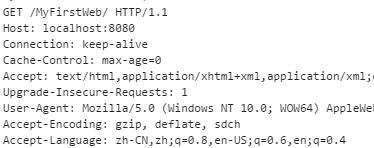 GET /MyFirstWeb/ HTTP/1.1
Host: localhost:8080
Connection: keep-alive
Cache-Control: max-age=0
Accept: text/html,application/xhtml+xml,application/xml;
Upgrade-Insecure-Requests: 1
User-Agent: Mozilla/5.0 (Windows NT 10.0; WOW64) AppleWe
Accept-Encoding: gzip, deflate, sdch
Accept-Language: zh-CN,zh;q=0.8,en-US;q=0.6,en;q=0.4